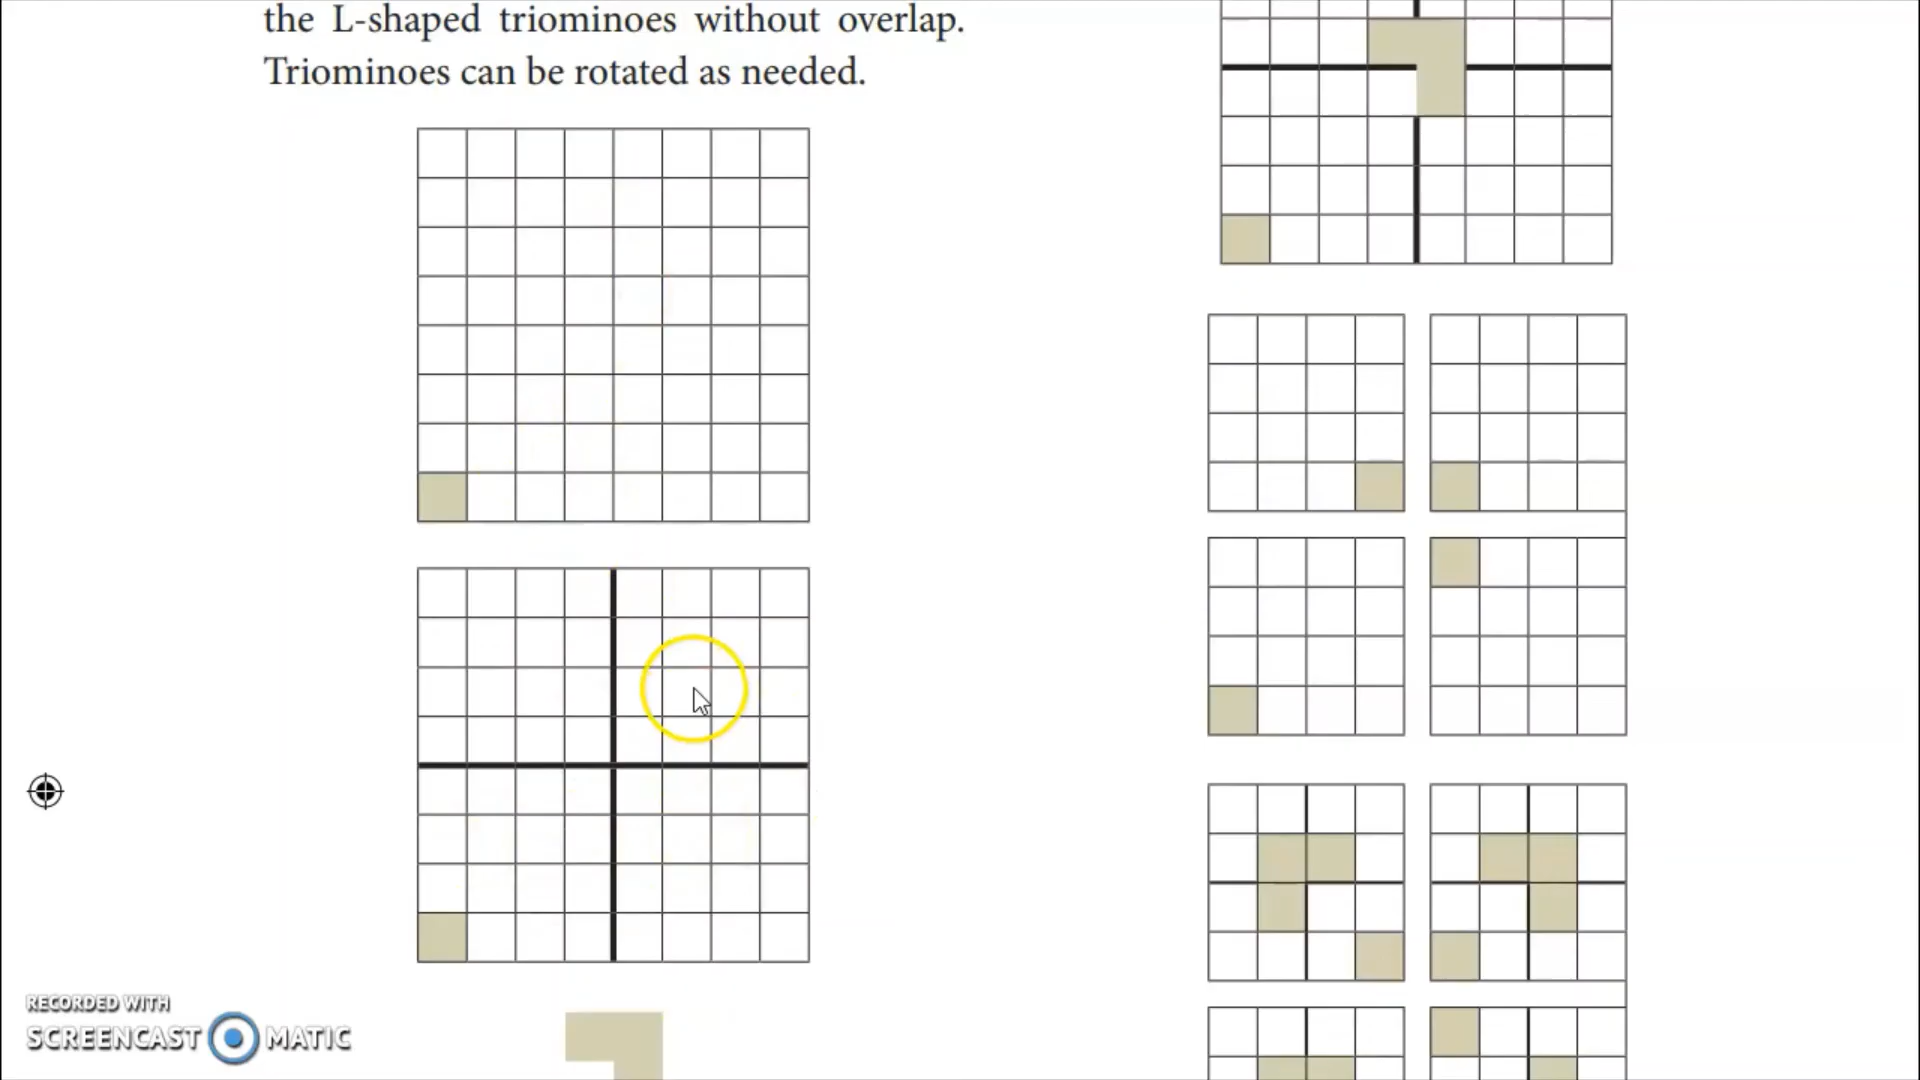 the L-shaped triominoes without overlap.
Triominoes can be rotated as needed.
RECORDED WITH
SCREENCAST MATIC